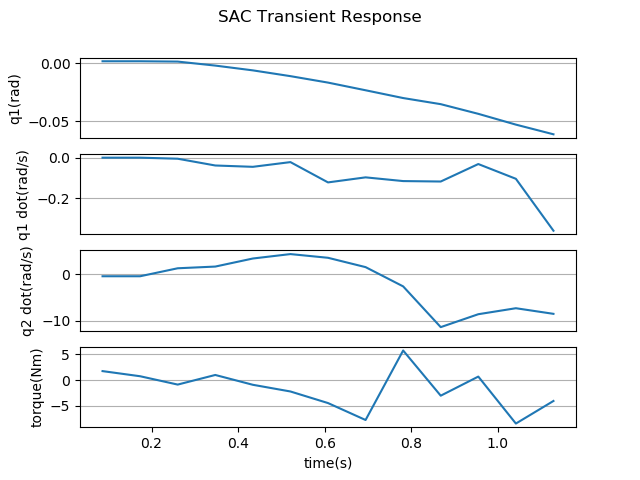 SAC Transient Response
q1(rad)
0.00
−0.05
q1 dot(rad/s)
0.0
−0.2
q2 dot(rad/s)
0
−10
torque(Nm)
5
0
−5
0.2 0.4 0.6 0.8 1.0
time(s)